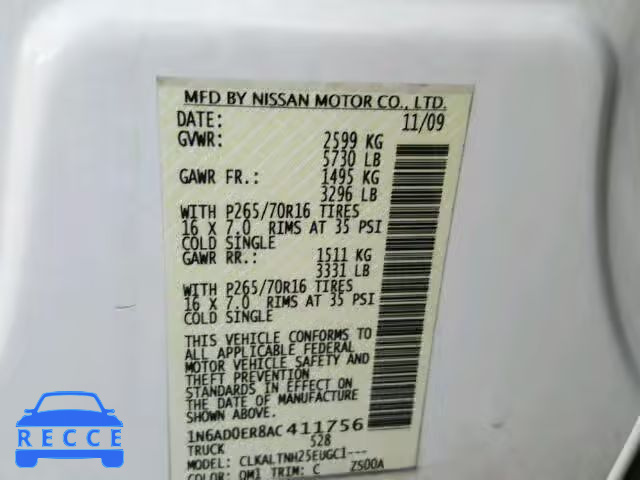 MFD BY NISSAN MOTOR CO., LTD.
DATE: 11/09
GVWR: 2599 KG
5730 LB
GAWR FR.: 1495 KG
3296 LB
WITH P265/70R16 TIRES
16 X 7.0 RIMS AT 35 PSI
COLD SINGLE
GAWR RR.: 1511 KG
3331 LB
WITH P265/70R16 TIRES
16 X 7.0 RIMS AT 35 PSI
COLD SINGLE
THIS VEHICLE CONFORMS TO
ALL APPLICABLE FEDERAL
MOTOR VEHICLE SAFETY AND
THEFT PREVENTION
STANDARDS IN EFFECT ON
THE DATE OF MANUFACTURE
SHOWN ABOVE.
1N6AD0ER8AC411756
TRUCK 528
MODEL: CLKALTNH25EUGC1---
COLOR: QM1 TRIM: C ZS00A
RECCE